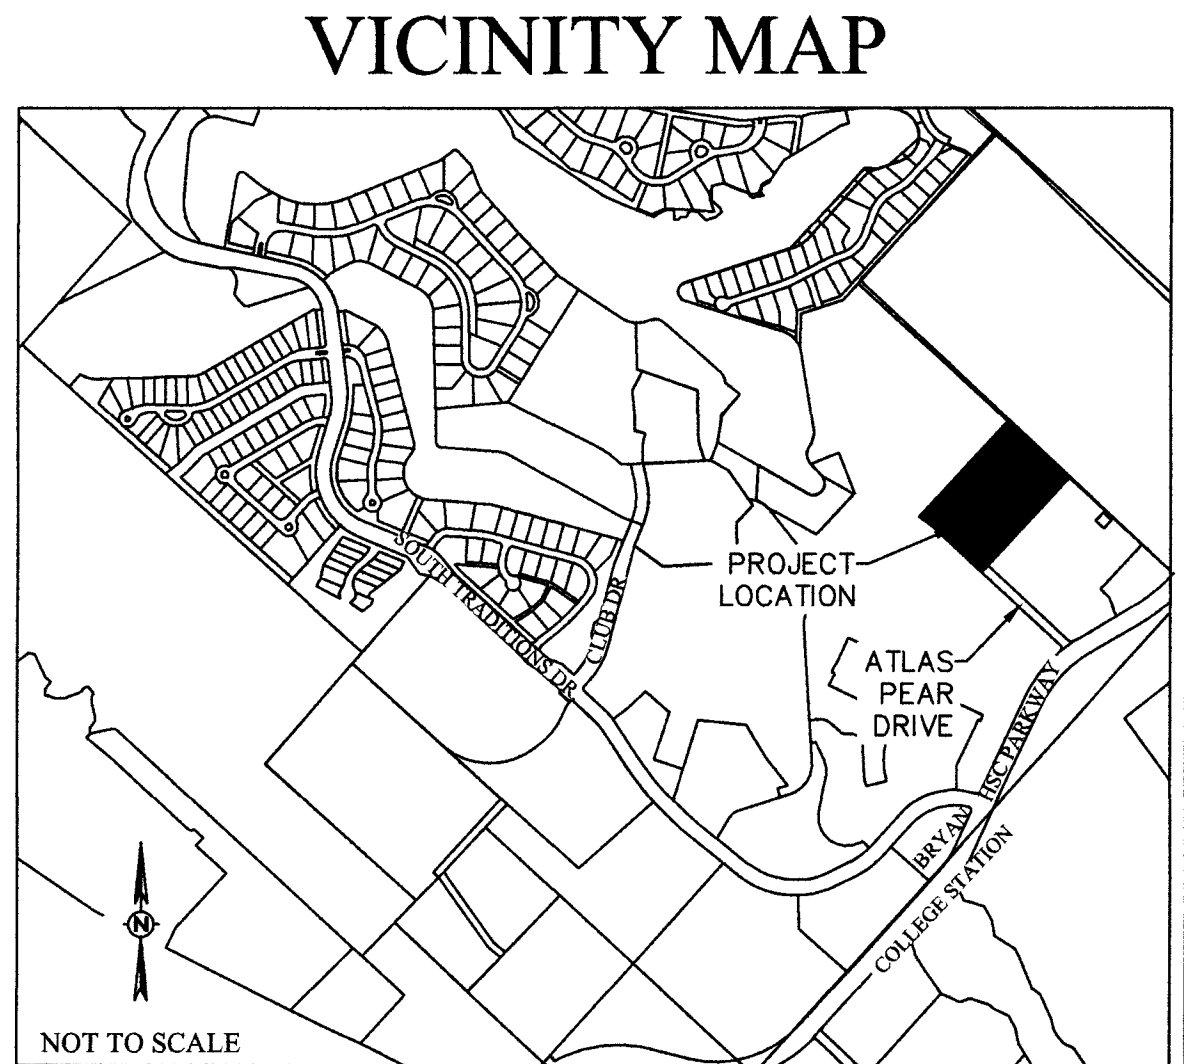 VICINITY MAP
SOUTH TRADITIONS DR
CLUB DR
PROJECT
LOCATION
ATLAS
PEAR
DRIVE
HSC PARKWAY
BRYAN
COLLEGE STATION
N
NOT TO SCALE